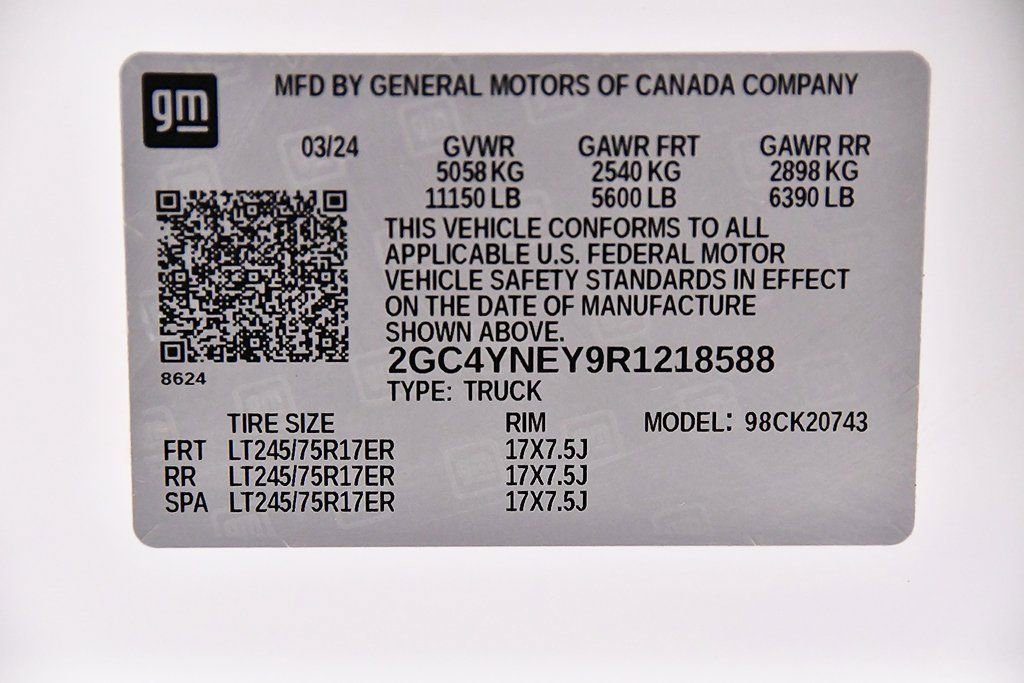 gm
MFD BY GENERAL MOTORS OF CANADA COMPANY
03/24 GVWR GAWR FRT GAWR RR
5058 KG 2540 KG 2898 KG
11150 LB 5600 LB 6390 LB
THIS VEHICLE CONFORMS TO ALL
APPLICABLE U.S. FEDERAL MOTOR
VEHICLE SAFETY STANDARDS IN EFFECT
ON THE DATE OF MANUFACTURE
SHOWN ABOVE.
2GC4YNEY9R1218588
8624
TYPE: TRUCK
TIRE SIZE RIM MODEL: 98CK20743
FRT LT245/75R17ER 17X7.5J
RR LT245/75R17ER 17X7.5J
SPA LT245/75R17ER 17X7.5J